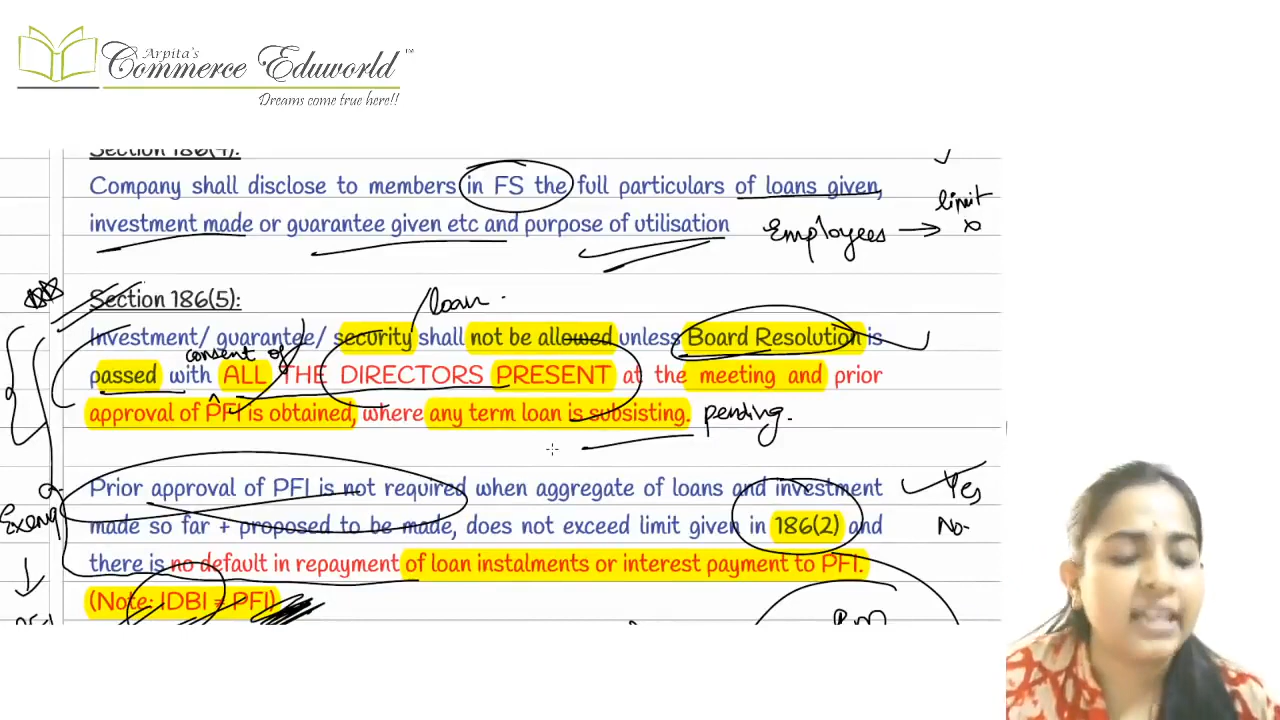 Arpita's
Commerce Eduworld™
Dreams come true here!!
Section 186(4):
Company shall disclose to members in FS the full particulars of loans given,
limit
investment made or guarantee given etc and purpose of utilisation
Employees → x
Section 186(5):
loan.
Investment/ guarantee/ security shall not be allowed unless Board Resolution is
consent of
passed with ALL THE DIRECTORS PRESENT at the meeting and prior
approval of PFI is obtained, where any term loan is subsisting. pending.
Prior approval of PFI is not required when aggregate of loans and investment Yes
made so far + proposed to be made, does not exceed limit given in 186(2) and No
there is no default in repayment of loan instalments or interest payment to PFI.
(Note: IDBI = PFI)